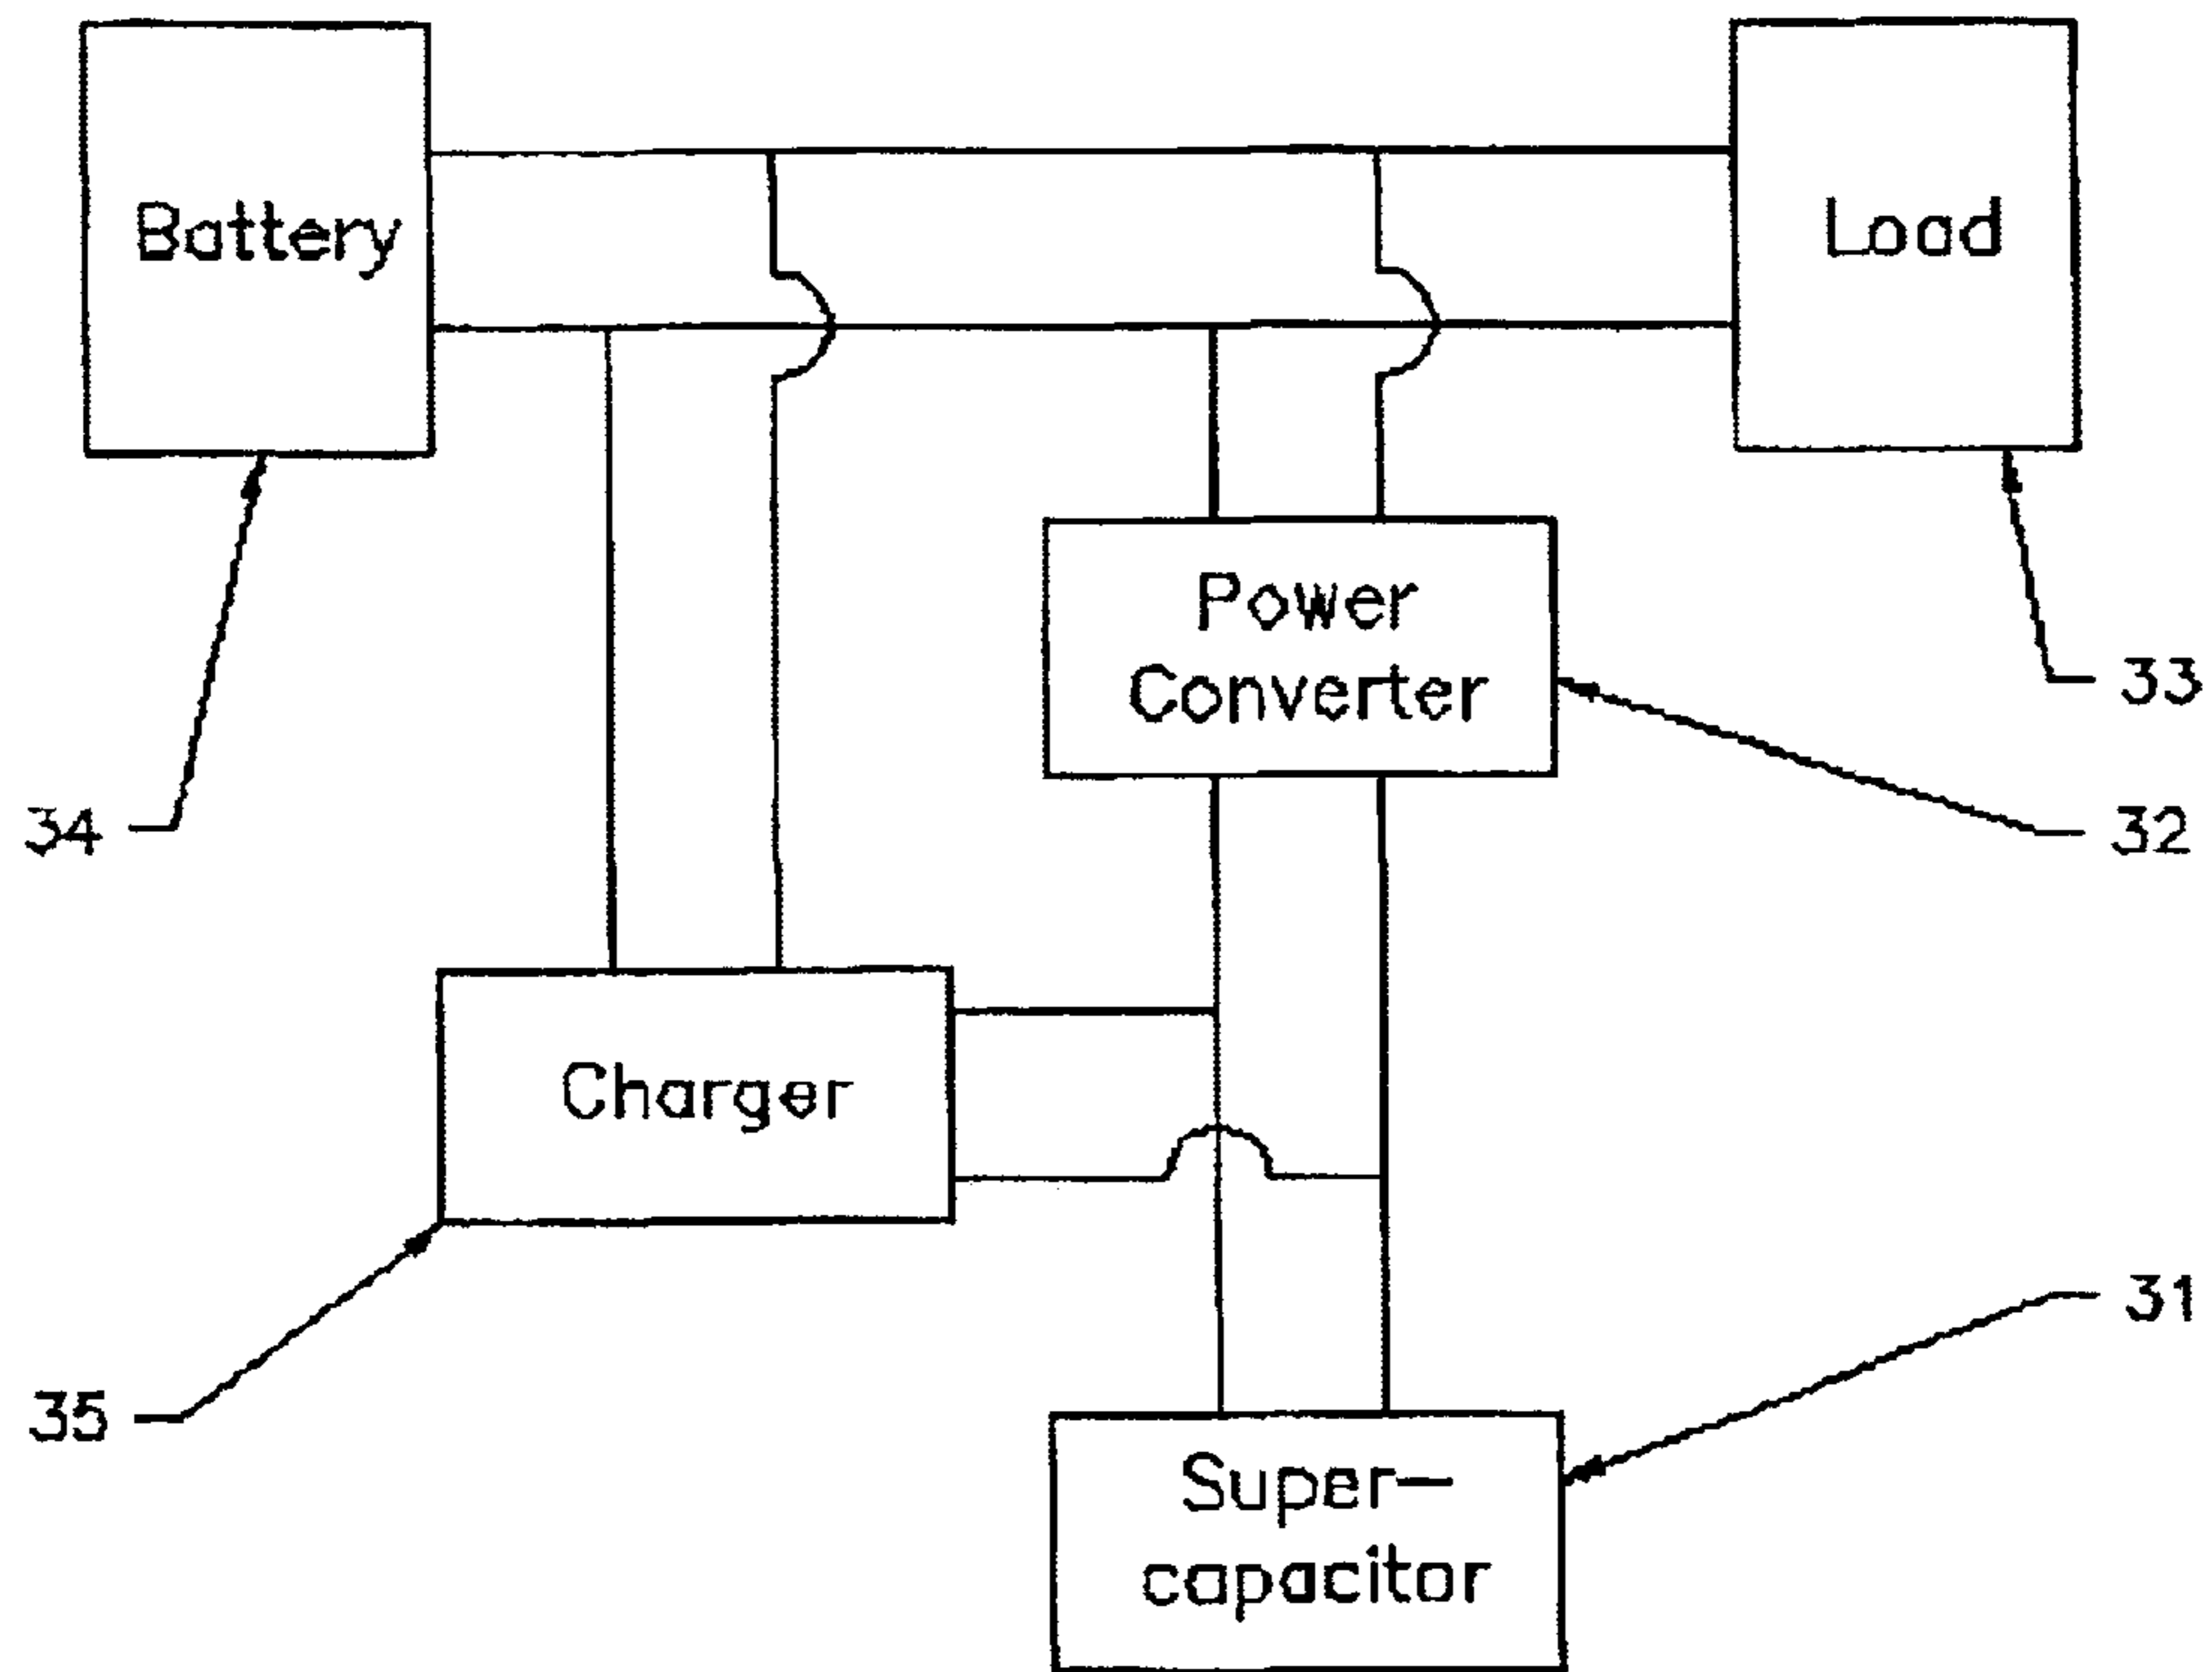 Battery
Load
Power
Converter
33
34
32
Charger
31
35
Super-
capacitor